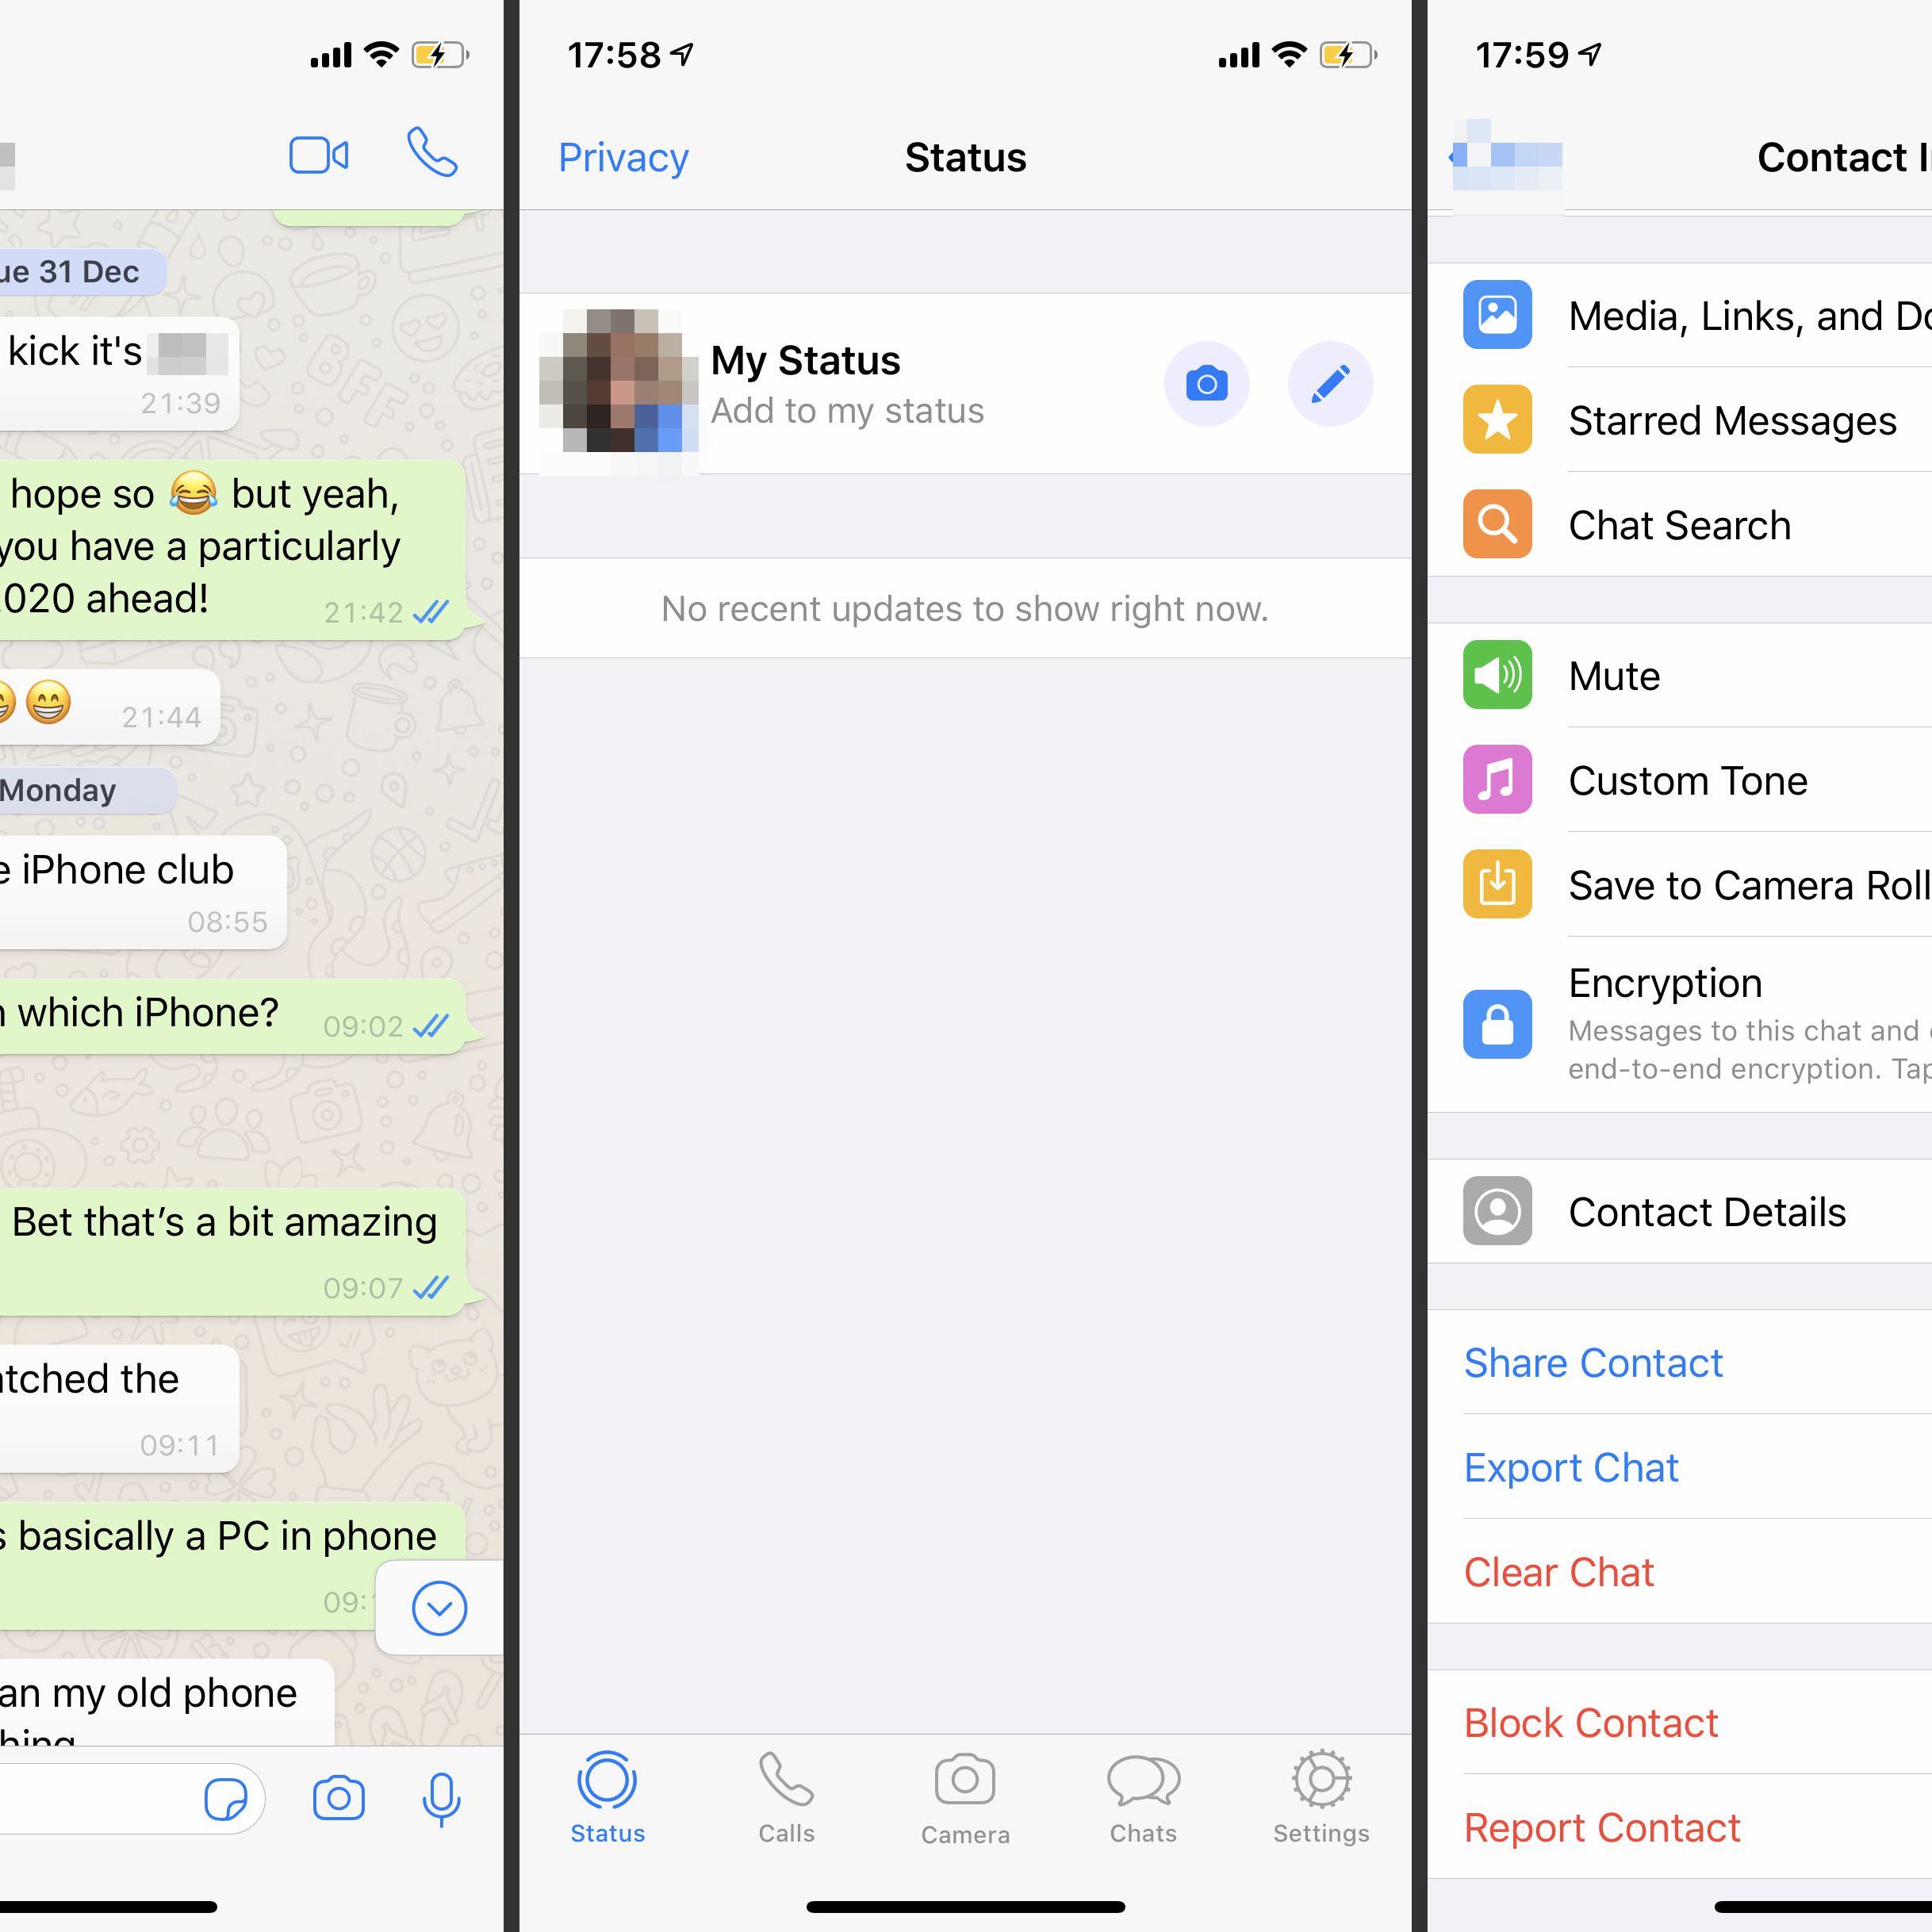 ue 31 Dec
kick it's
21:39
hope so 😂 but yeah,
you have a particularly
2020 ahead!
21:42
21:44
Monday
e iPhone club
08:55
which iPhone?
09:02
Bet that’s a bit amazing
09:07
atched the
09:11
s basically a PC in phone
09:1
an my old phone
hing
17:58
Privacy
Status
My Status
Add to my status
No recent updates to show right now.
Status
Calls
Camera
Chats
Settings
17:59
Contact I
Media, Links, and Do
Starred Messages
Chat Search
Mute
Custom Tone
Save to Camera Roll
Encryption
Messages to this chat and
end-to-end encryption. Tap
Contact Details
Share Contact
Export Chat
Clear Chat
Block Contact
Report Contact